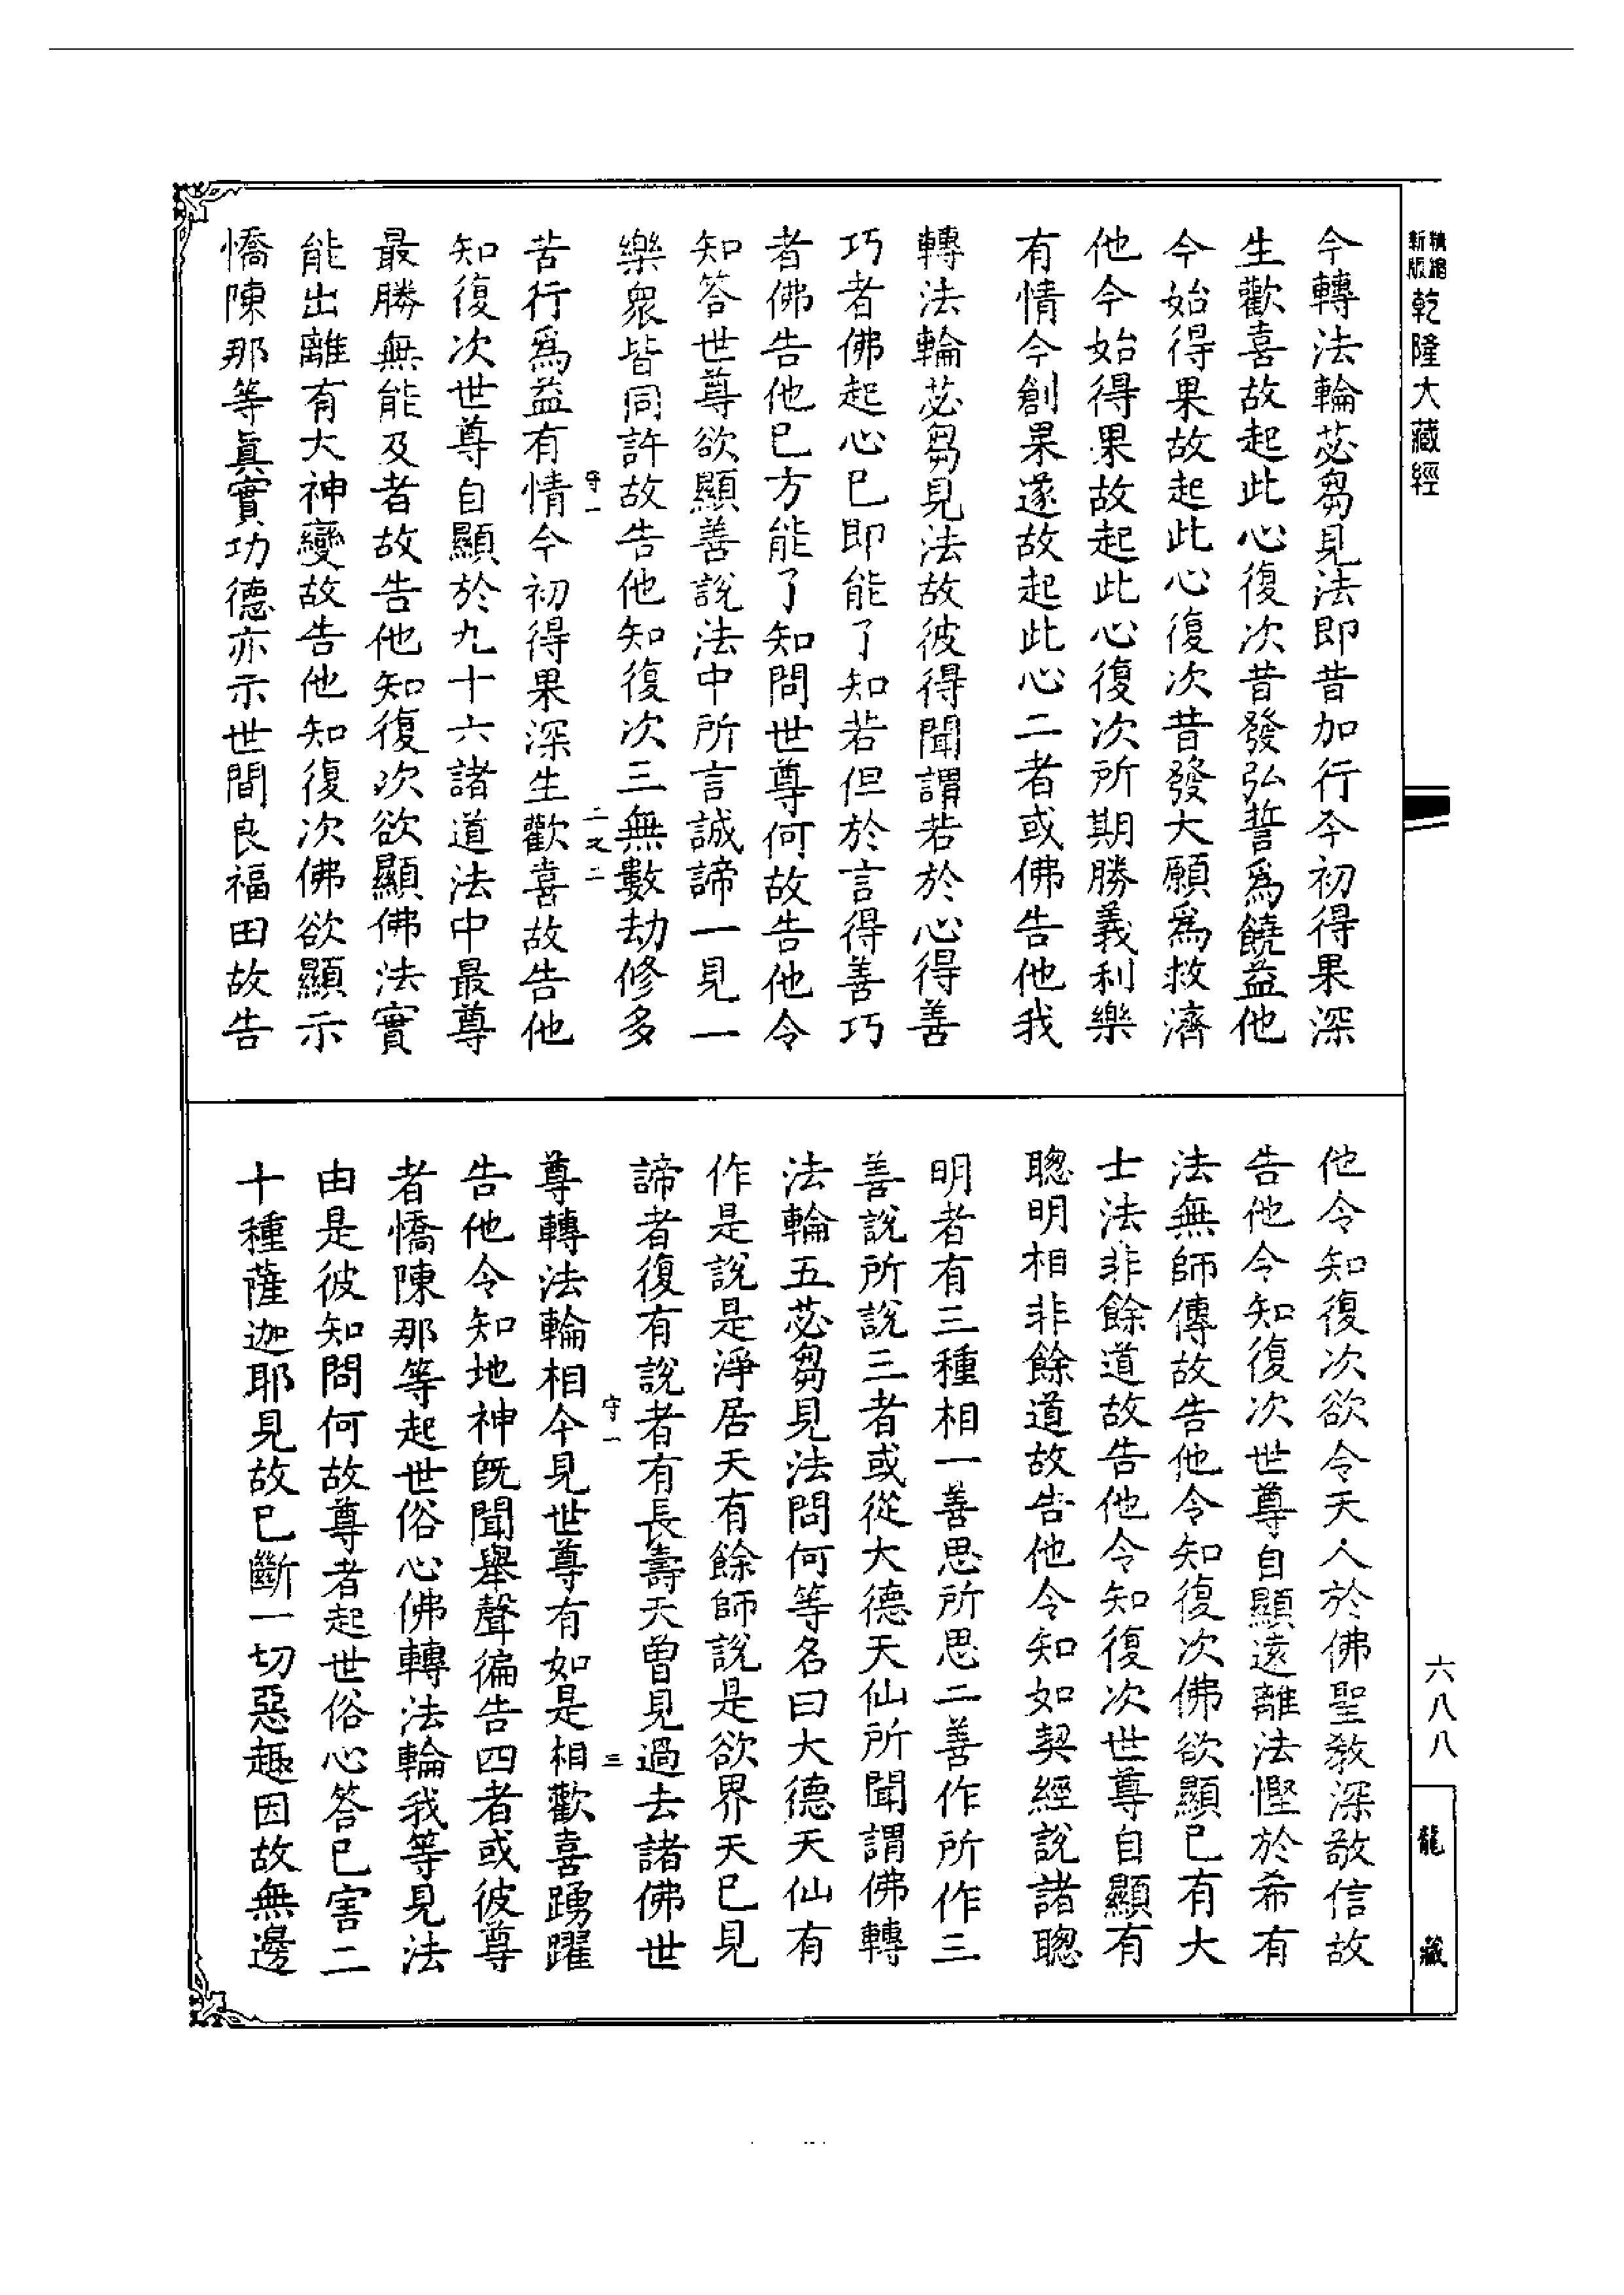 精縮新版乾隆大藏經
今轉法輪苾芻見法即昔加行今初得果深
生歡喜故起此心復次昔發弘誓爲饒益他
今始得果故起此心復次昔發大願爲救濟
他今始得果故起此心復次所期勝義利樂
有情今創果遂故起此心二者或佛告他我
轉法輪苾芻見法故彼得聞謂若於心得善
巧者佛起心已即能了知若但於言得善巧
者佛告他已方能了知問世尊何故告他令
知答世尊欲顯善說法中所言誠諦一見一
樂眾皆同許故告他知復次三無數劫修多
守一
二之二
苦行爲益有情今初得果深生歡喜故告他
知復次世尊自顯於九十六諸道法中最尊
最勝無能及者故告他知復次欲顯佛法實
能出離有大神變故告他知復次佛欲顯示
憍陳那等眞實功德亦示世間良福田故告
他令知復次欲令天人於佛聖教深敬信故
告他令知復次世尊自顯遠離法慳於希有
法無師傳故告他令知復次佛欲顯已有大
士法非餘道故告他令知復次世尊自顯有
聰明相非餘道故告他令知如契經說諸聰
明者有三種相一善思所思二善作所作三
善說所說三者或從大德天仙所聞謂佛轉
法輪五苾芻見法問何等名曰大德天仙有
作是說是淨居天有餘師說是欲界天已見
諦者復有說者有長壽天曾見過去諸佛世
守一
三
尊轉法輪相今見世尊有如是相歡喜踴躍
告他令知地神旣聞舉聲徧告四者或彼尊
者憍陳那等起世俗心佛轉法輪我等見法
由是彼知問何故尊者起世俗心答已害二
十種薩迦耶見故已斷一切惡趣因故無邊
六八八
龍藏